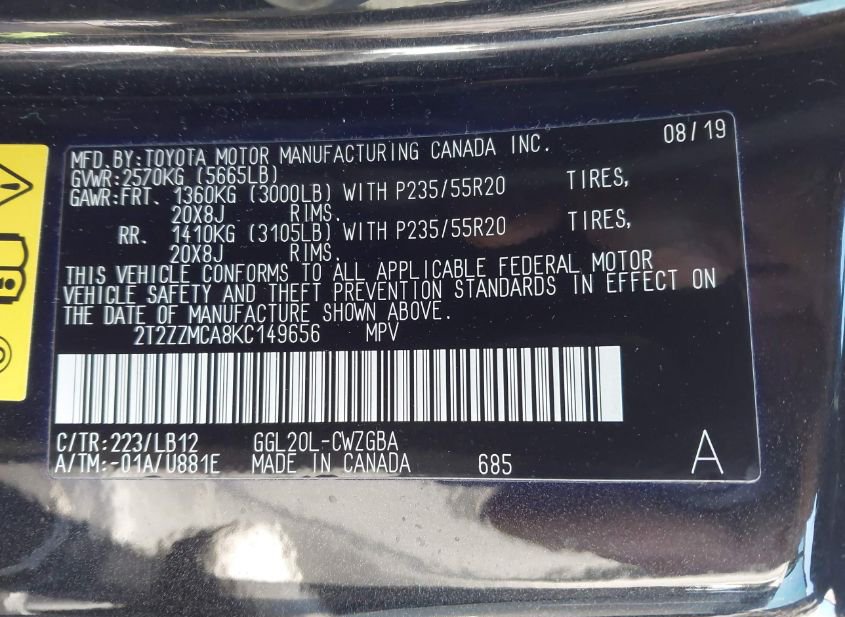 MFD.BY:TOYOTA MOTOR MANUFACTURING CANADA INC. 08/19
GVWR:2570KG (5665LB)
GAWR:FRT. 1360KG (3000LB) WITH P235/55R20 TIRES,
20X8J RIMS.
RR. 1410KG (3105LB) WITH P235/55R20 TIRES,
20X8J RIMS.
THIS VEHICLE CONFORMS TO ALL APPLICABLE FEDERAL MOTOR
VEHICLE SAFETY AND THEFT PREVENTION STANDARDS IN EFFECT ON
THE DATE OF MANUFACTURE SHOWN ABOVE.
2T2ZZMCA8KC149656 MPV
C/TR:223/LB12 GGL20L-CWZGBA
A/TM:-01A/U881E MADE IN CANADA 685 A